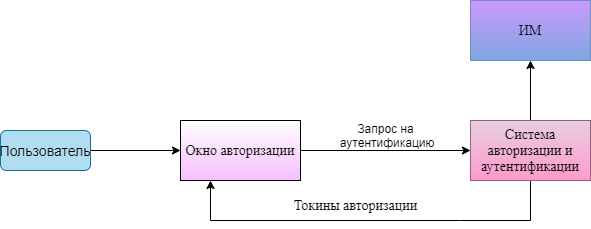 ИМ
Пользователь
Окно авторизации
Запрос на
аутентификацию
Система
авторизации и
аутентификации
Токины авторизации